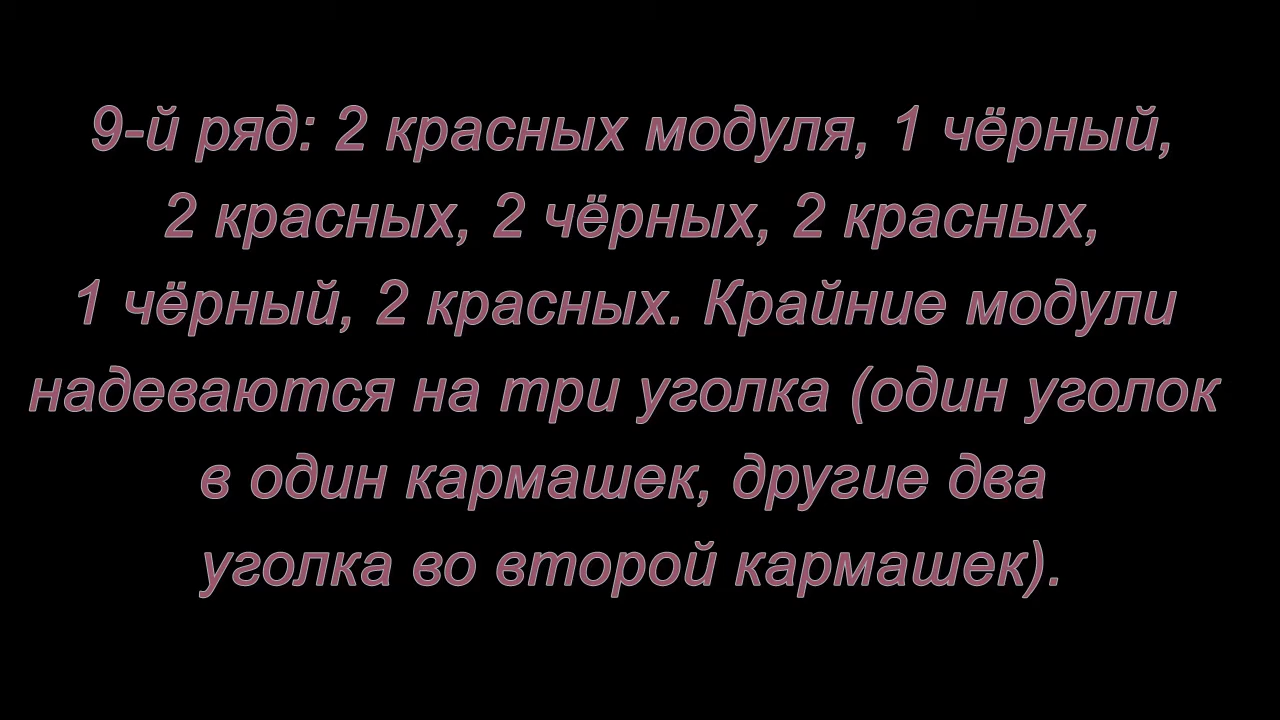 9-й ряд: 2 красных модуля, 1 чёрный,
2 красных, 2 чёрных, 2 красных,
1 чёрный, 2 красных. Крайние модули
надеваются на три уголка (один уголок
в один кармашек, другие два
уголка во второй кармашек).